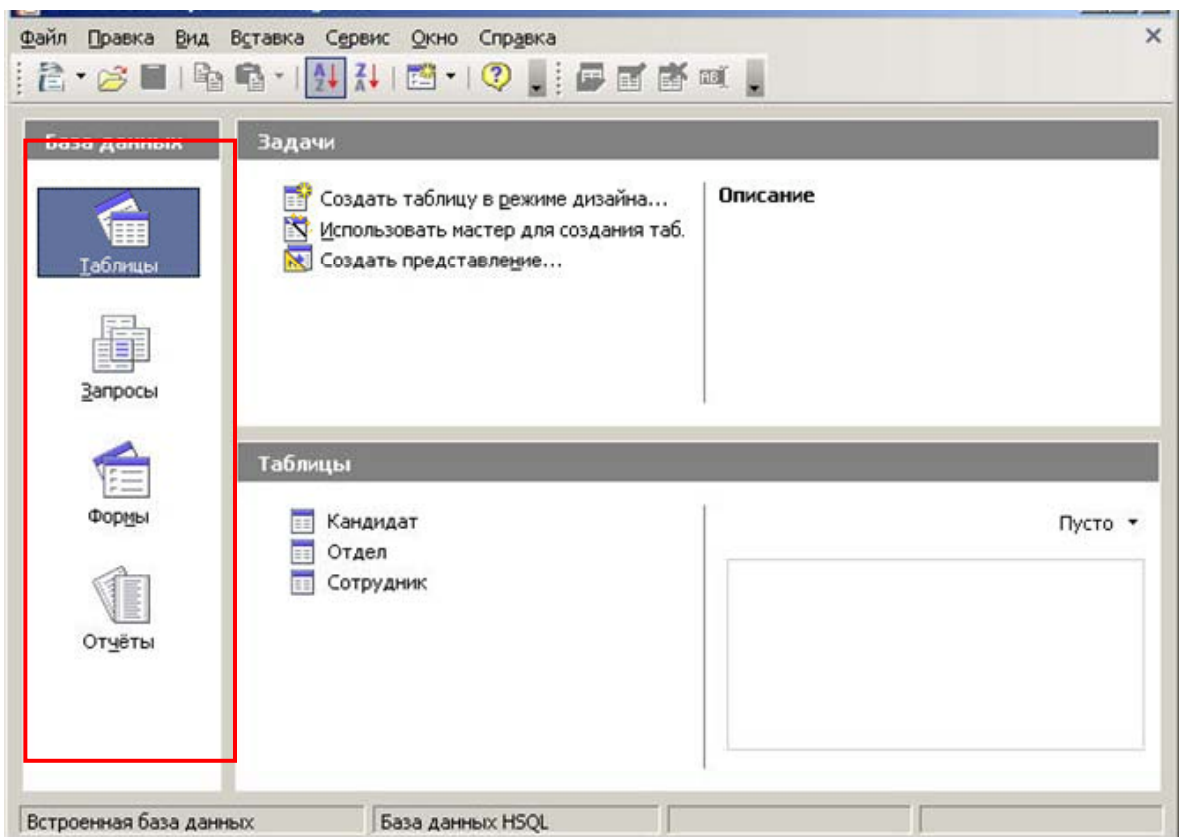 Файл Правка Вид Вставка Сервис Окно Справка
База данных
Задачи
Таблицы
Создать таблицу в режиме дизайна...
Использовать мастер для создания таб.
Создать представление...
Описание
Запросы
Формы
Отчёты
Таблицы
Кандидат
Отдел
Сотрудник
Пусто
Встроенная база данных
База данных HSQL